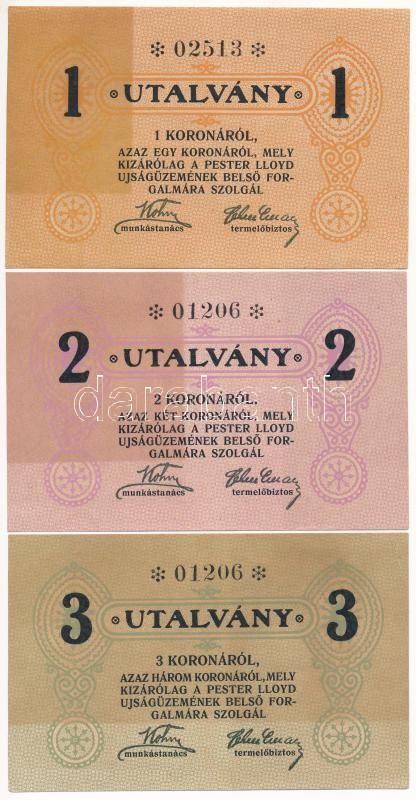 * 02513 *
1 UTALVÁNY 1
1 KORONÁRÓL,
AZAZ EGY KORONÁRÓL, MELY
KIZÁRÓLAG A PESTER LLOYD
UJSÁGÜZEMÉNEK BELSŐ FOR-
GALMÁRA SZOLGÁL
munkástanács termelőbiztos
* 01206 *
2 UTALVÁNY 2
2 KORONÁRÓL,
AZAZ KÉT KORONÁRÓL, MELY
KIZÁRÓLAG A PESTER LLOYD
UJSÁGÜZEMÉNEK BELSŐ FOR-
GALMÁRA SZOLGÁL
munkástanács termelőbiztos
* 01206 *
3 UTALVÁNY 3
3 KORONÁRÓL,
AZAZ HÁROM KORONÁRÓL, MELY
KIZÁRÓLAG A PESTER LLOYD
UJSÁGÜZEMÉNEK BELSŐ FOR-
GALMÁRA SZOLGÁL
munkástanács termelőbiztos
darabanth